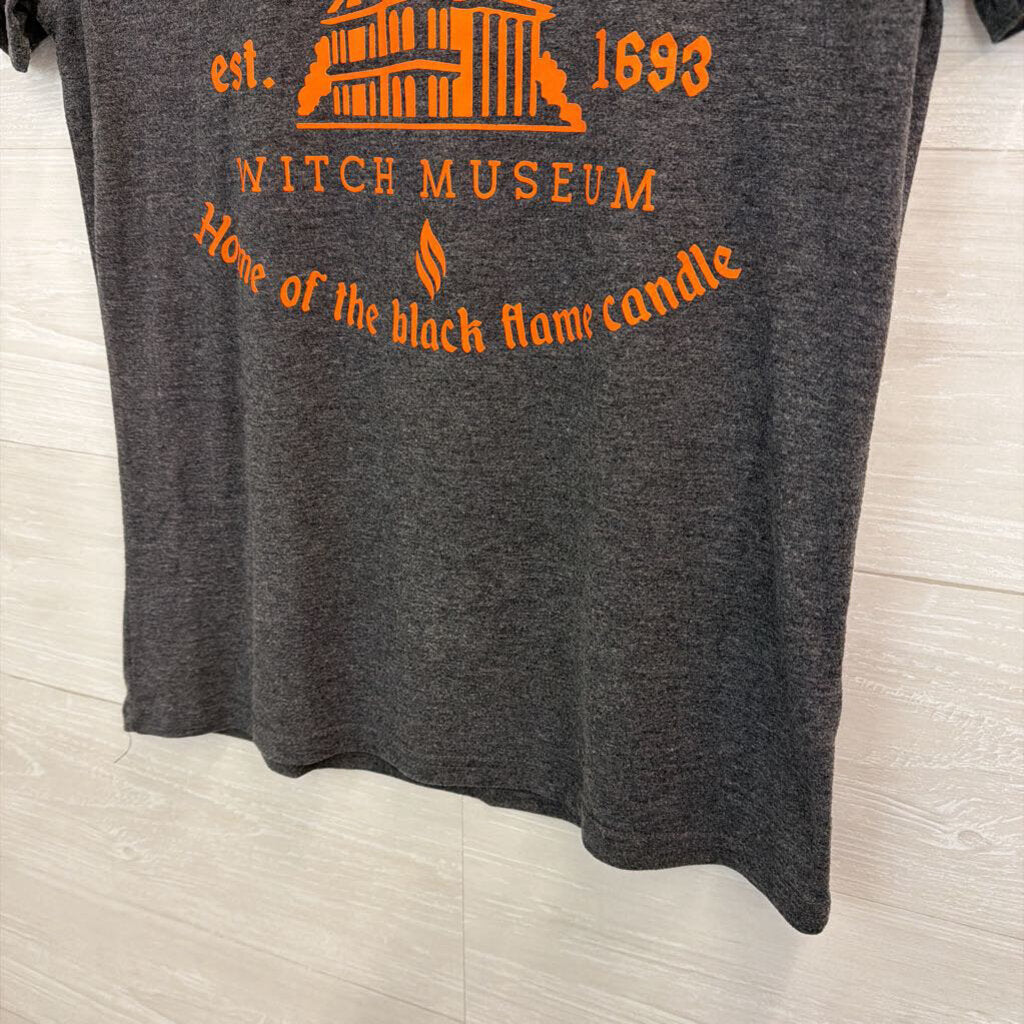 est. 1693
WITCH MUSEUM
Home of the black flame candle